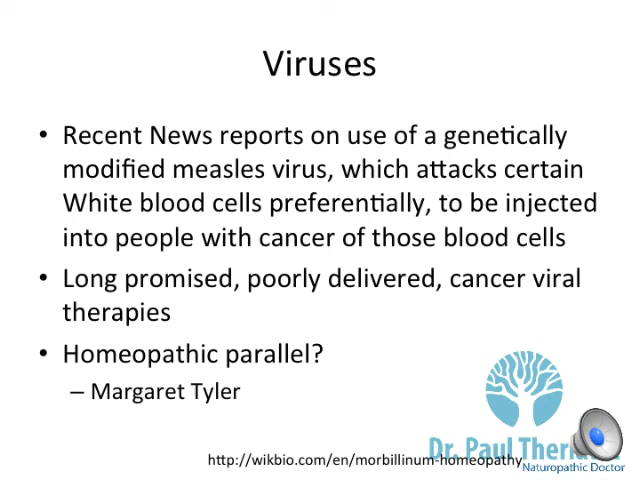 Viruses
• Recent News reports on use of a genetically
modified measles virus, which attacks certain
White blood cells preferentially, to be injected
into people with cancer of those blood cells
• Long promised, poorly delivered, cancer viral
therapies
• Homeopathic parallel?
– Margaret Tyler
Dr. Paul
http://wikbio.com/en/morbillinum-homeopathy
Naturopathic Doctor